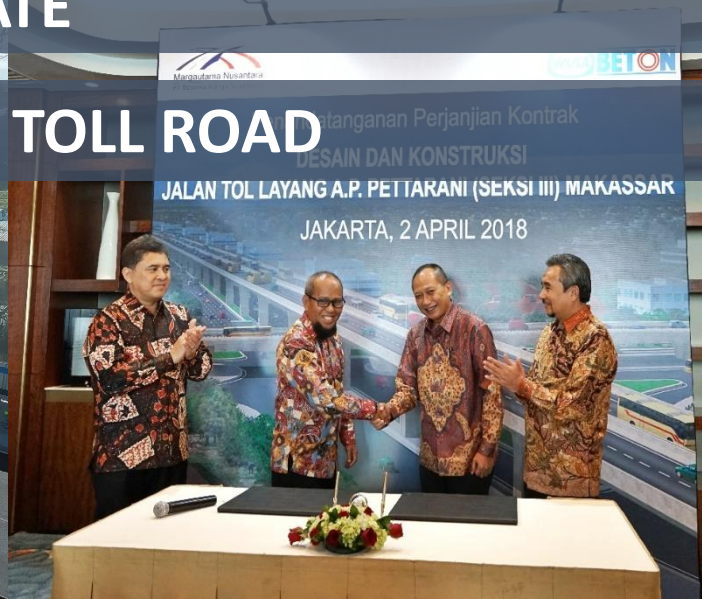 ATE
TOLL ROAD
Margautama Nusantara
BETON
Penandatanganan Perjanjian Kontrak
DESAIN DAN KONSTRUKSI
JALAN TOL LAYANG A.P. PETTARANI (SEKSI III) MAKASSAR
JAKARTA, 2 APRIL 2018